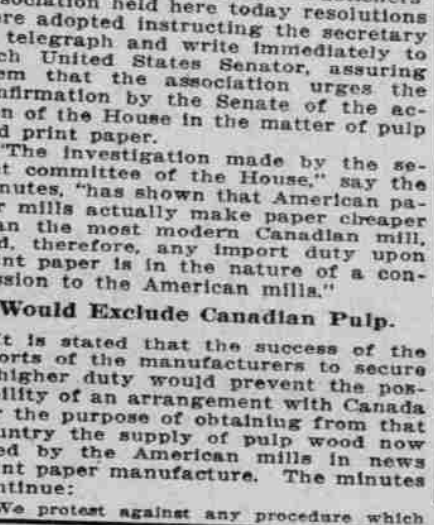 sociation held here today resolutions
ere adopted instructing the secretary
telegraph and write immediately to
ch United States Senator, assuring
em that the association urges the
nfirmation by the Senate of the ac-
n of the House in the matter of pulp
d print paper.
"The investigation made by the se-
t committee of the House," say the
nutes, "has shown that American pa-
r mills actually make paper cheaper
an the most modern Canadian mill,
d, therefore, any import duty upon
nt paper is in the nature of a con-
ssion to the American mills."
Would Exclude Canadian Pulp.
t is stated that the success of the
orts of the manufacturers to secure
higher duty would prevent the pos-
ility of an arrangement with Canada
r the purpose of obtaining from that
untry the supply of pulp wood now
ed by the American mills in news
nt paper manufacture. The minutes
ntinue:
We protest against any procedure which